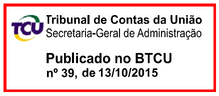 TCU
Tribunal de Contas da União
Secretaria-Geral de Administração
Publicado no BTCU
nº 39, de 13/10/2015